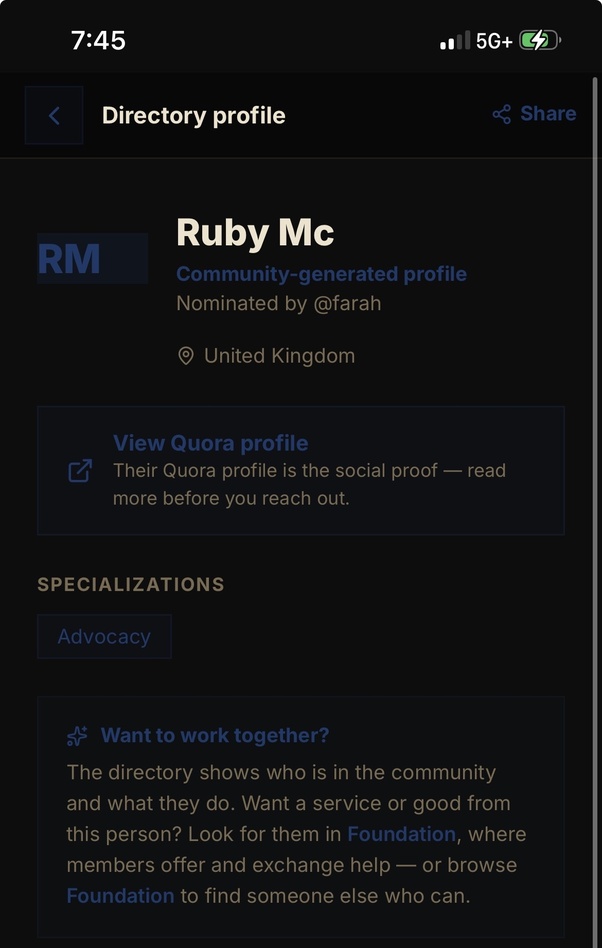 7:45
5G+
Directory profile
Share
RM
Ruby Mc
Community-generated profile
Nominated by @farah
United Kingdom
View Quora profile
Their Quora profile is the social proof — read
more before you reach out.
SPECIALIZATIONS
Advocacy
Want to work together?
The directory shows who is in the community
and what they do. Want a service or good from
this person? Look for them in Foundation, where
members offer and exchange help — or browse
Foundation to find someone else who can.